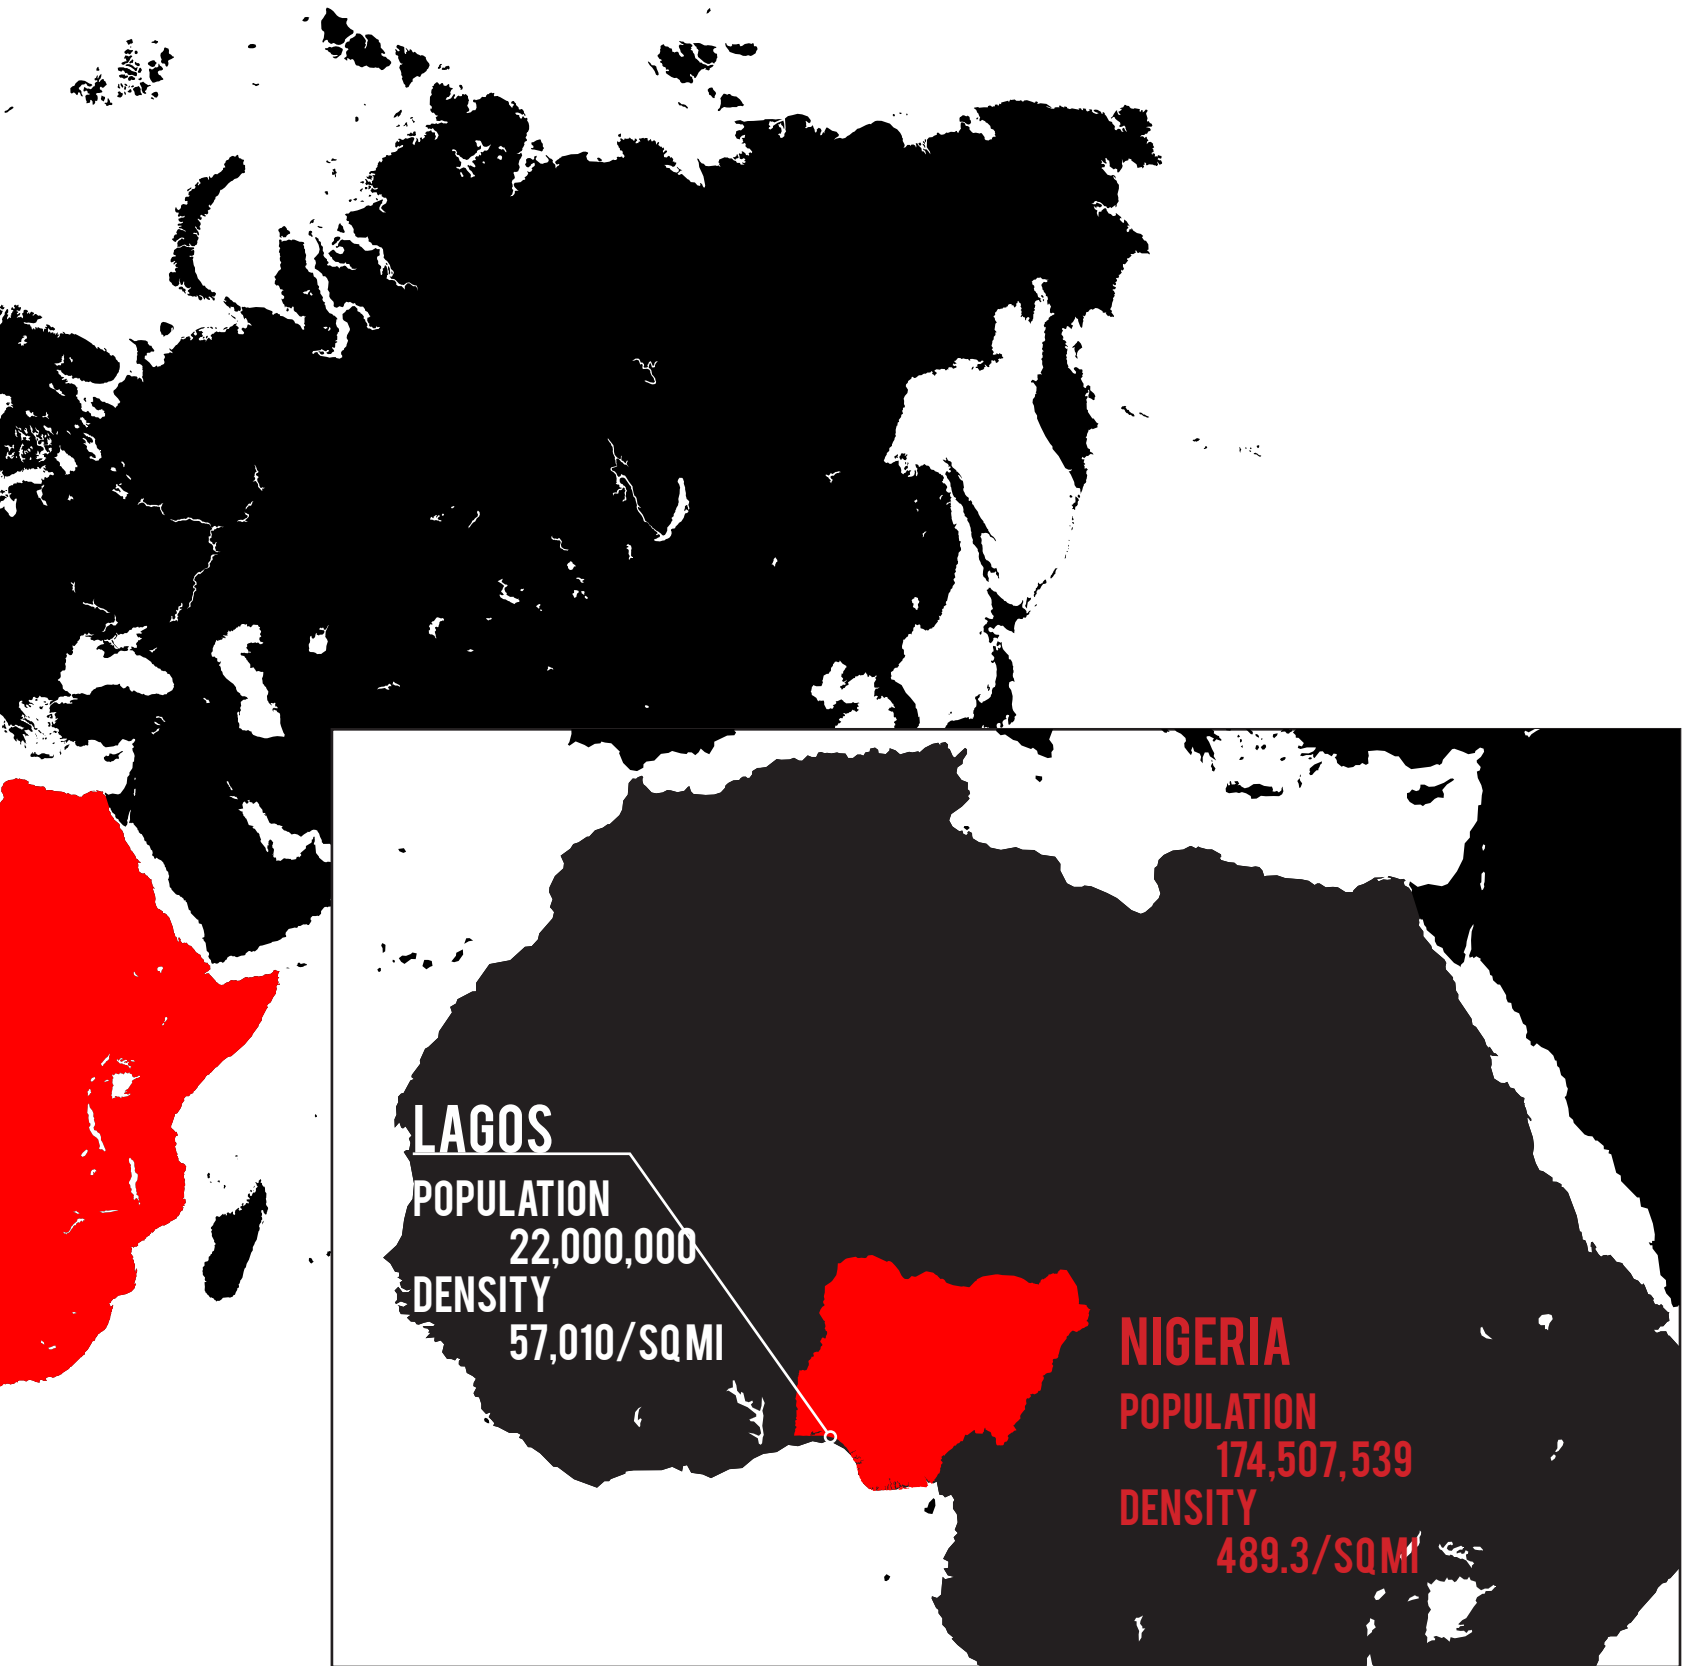 LAGOS
POPULATION
22,000,000
DENSITY
57,010/SQ MI
NIGERIA
POPULATION
174,507,539
DENSITY
489.3/SQ MI